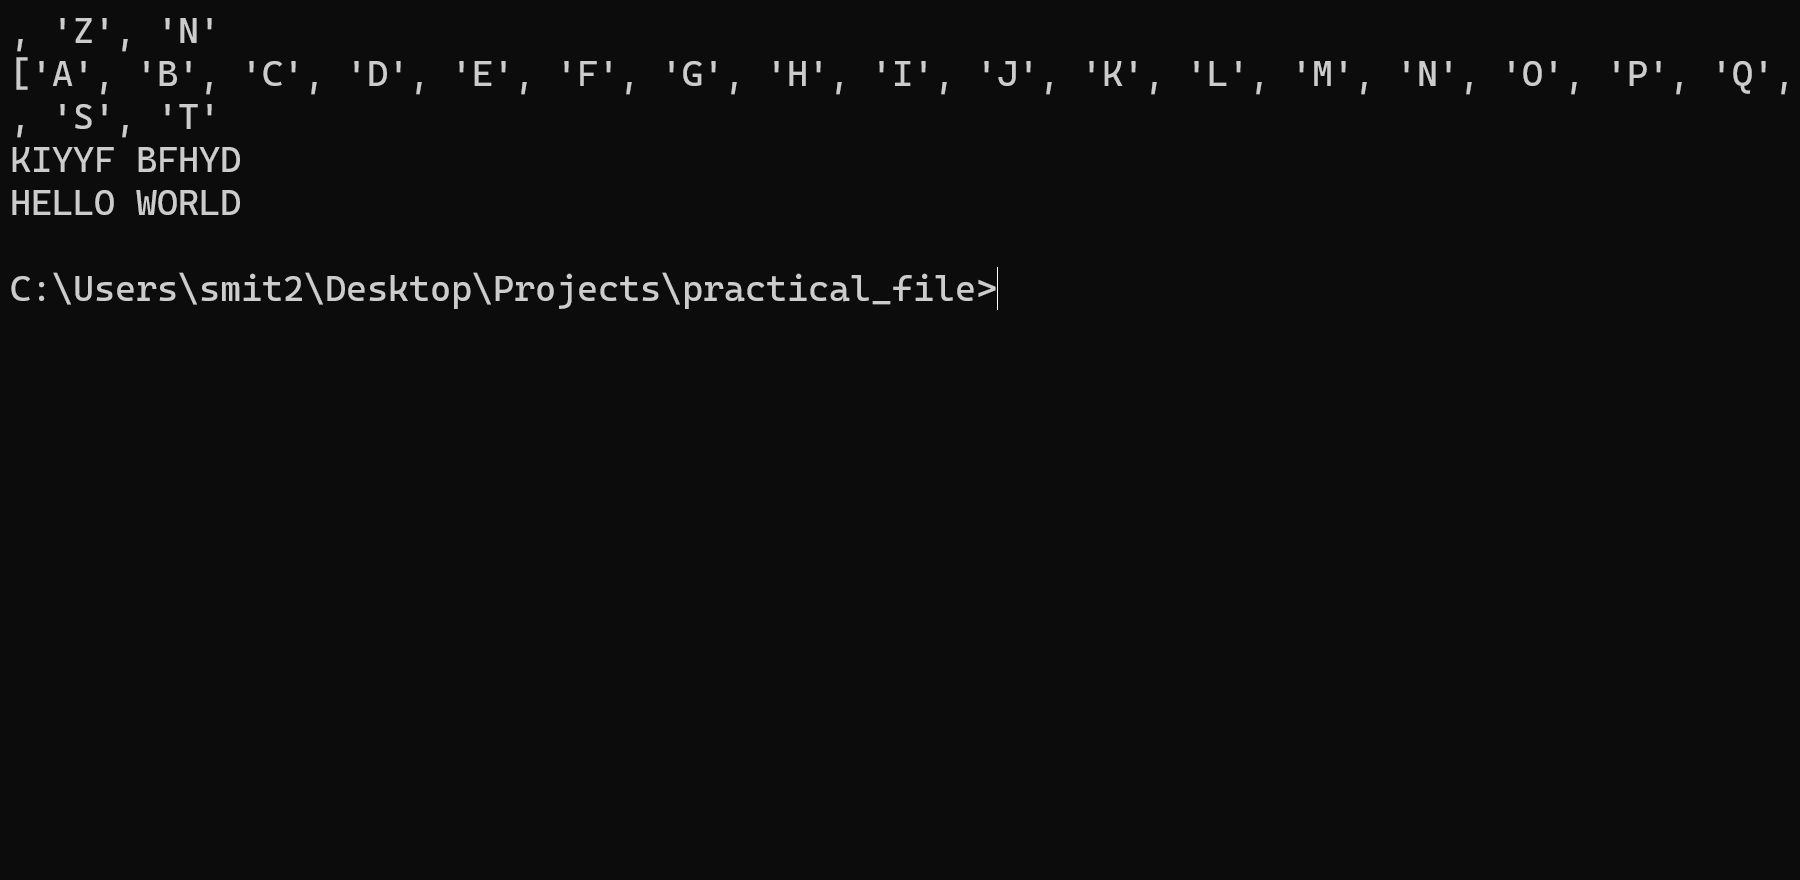 , 'Z', 'N'
['A', 'B', 'C', 'D', 'E', 'F', 'G', 'H', 'I', 'J', 'K', 'L', 'M', 'N', 'O', 'P', 'Q',
, 'S', 'T'
KIYYF BFHYD
HELLO WORLD
C:\Users\smit2\Desktop\Projects\practical_file>